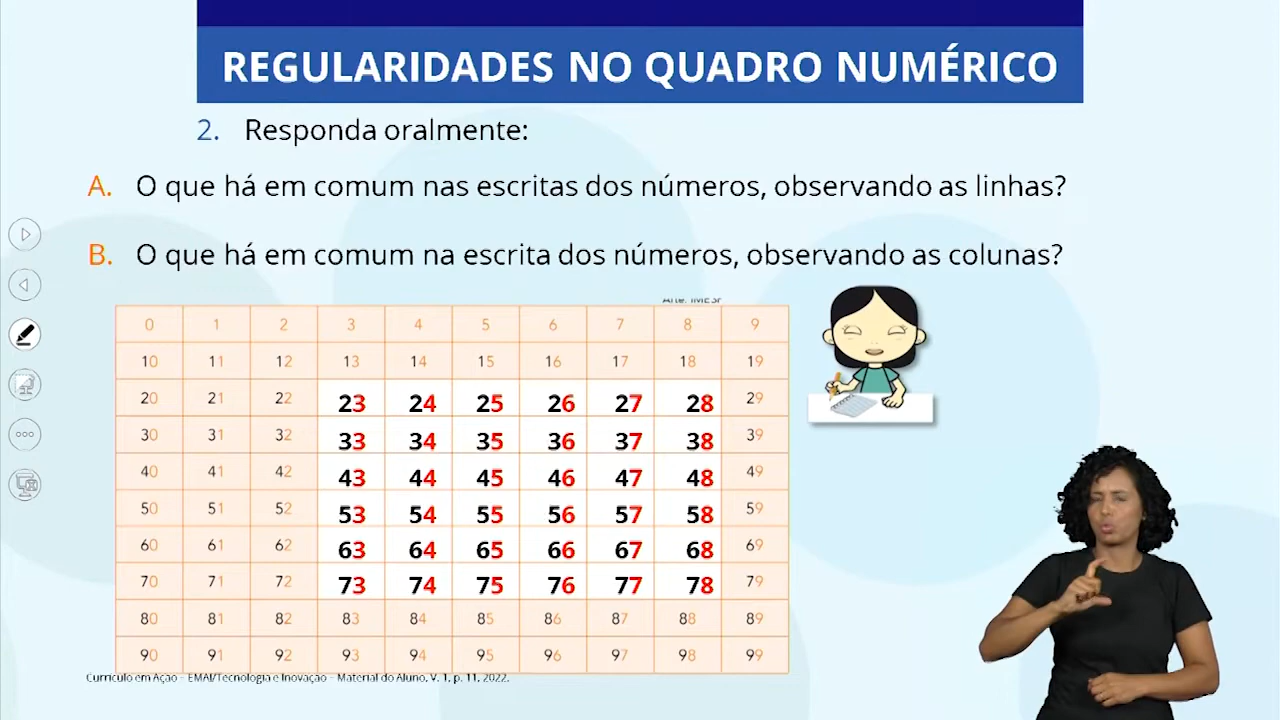 REGULARIDADES NO QUADRO NUMÉRICO
2. Responda oralmente:
A. O que há em comum nas escritas dos números, observando as linhas?
B. O que há em comum na escrita dos números, observando as colunas?
Arte: IMESP
0 1 2 3 4 5 6 7 8 9
10 11 12 13 14 15 16 17 18 19
20 21 22 23 24 25 26 27 28 29
30 31 32 33 34 35 36 37 38 39
40 41 42 43 44 45 46 47 48 49
50 51 52 53 54 55 56 57 58 59
60 61 62 63 64 65 66 67 68 69
70 71 72 73 74 75 76 77 78 79
80 81 82 83 84 85 86 87 88 89
90 91 92 93 94 95 96 97 98 99
Currículo em Ação – EMAI/Tecnologia e Inovação – Material do Aluno, V. 1, p. 11, 2022.